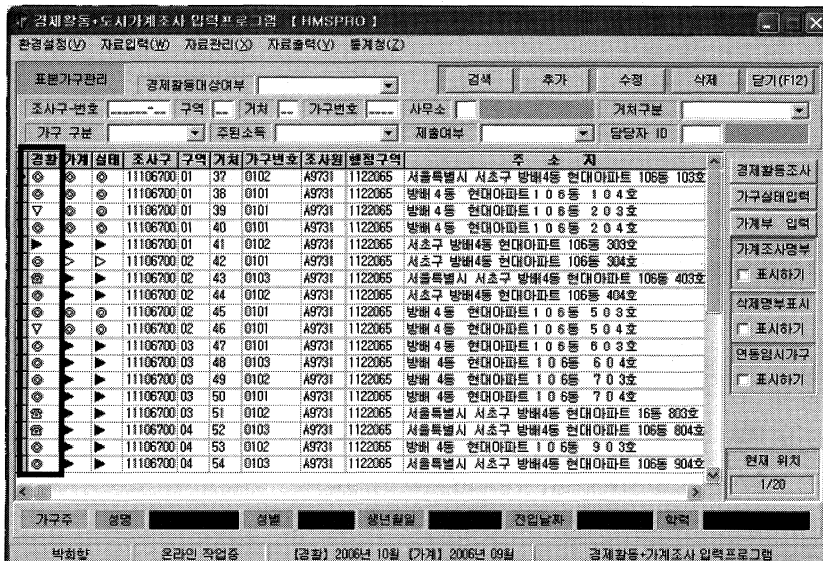 경제활동+도시가계조사 입력프로그램 [ HMSPRO ]
환경설정(V) 자료입력(W) 자료관리(X) 자료출력(Y) 통계청(Z)
표본가구관리 경제활동대상여부 검색 추가 수정 삭제 닫기(F12)
조사구-번호 구역 거처 가구번호 사무소 거처구분
가구 구분 주된소득 제출여부 담당자 ID
경활 가계 실태 조사구 구역 거처 가구번호 조사원 행정구역 주 소 지
◎ ◎ ◎ 11106700 01 37 0102 A9731 1122065 서울특별시 서초구 방배4동 현대아파트 106동 103호
◎ ◎ ◎ 11106700 01 38 0101 A9731 1122065 방배 4동 현대아파트 1 0 6동 1 0 4호
▽ ◎ ◎ 11106700 01 39 0101 A9731 1122065 방배 4동 현대아파트 1 0 6동 2 0 3호
◎ ◎ ◎ 11106700 01 40 0101 A9731 1122065 방배 4동 현대아파트 1 0 6동 2 0 4호
▶ ▶ ▶ 11106700 01 41 0102 A9731 1122065 서초구 방배4동 현대아파트 106동 303호
◎ ▷ ▷ 11106700 02 42 0101 A9731 1122065 서초구 방배4동 현대아파트 106동 304호
☎ ▶ ▶ 11106700 02 43 0103 A9731 1122065 서울특별시 서초구 방배4동 현대아파트 106동 403호
◎ ▶ ▶ 11106700 02 44 0102 A9731 1122065 서초구 방배4동 현대아파트 106동 404호
◎ ◎ ◎ 11106700 02 45 0101 A9731 1122065 방배 4동 현대아파트 1 0 6동 5 0 3호
▽ ◎ ◎ 11106700 02 46 0101 A9731 1122065 방배 4동 현대아파트 1 0 6동 5 0 4호
◎ ▶ ▶ 11106700 03 47 0101 A9731 1122065 방배 4동 현대아파트 1 0 6동 6 0 3호
◎ ▶ ▶ 11106700 03 48 0103 A9731 1122065 방배 4동 현대아파트 1 0 6동 6 0 4호
◎ ▶ ▶ 11106700 03 49 0102 A9731 1122065 방배 4동 현대아파트 1 0 6동 7 0 3호
◎ ▶ ▶ 11106700 03 50 0101 A9731 1122065 방배 4동 현대아파트 1 0 6동 7 0 4호
☎ ▶ ▶ 11106700 03 51 0102 A9731 1122065 서울특별시 서초구 방배4동 현대아파트 16동 803호
☎ ▶ ▶ 11106700 04 52 0103 A9731 1122065 서울특별시 서초구 방배4동 현대아파트 106동 804호
◎ ▶ ▶ 11106700 04 53 0102 A9731 1122065 방배 4동 현대아파트 1 0 6동 9 0 3호
◎ ▶ ▶ 11106700 04 54 0103 A9731 1122065 서울특별시 서초구 방배4동 현대아파트 106동 904호
경제활동조사
가구실태입력
가계부 입력
가계조사명부
표시하기
삭제명부표시
표시하기
연동임시가구
표시하기
현재 위치
1/20
가구주 성명 성별 생년월일 전입날짜 학력
박화향 온라인 작업중 [경활] 2006년 10월 [가계] 2006년 09월 경제활동+가계조사 입력프로그램